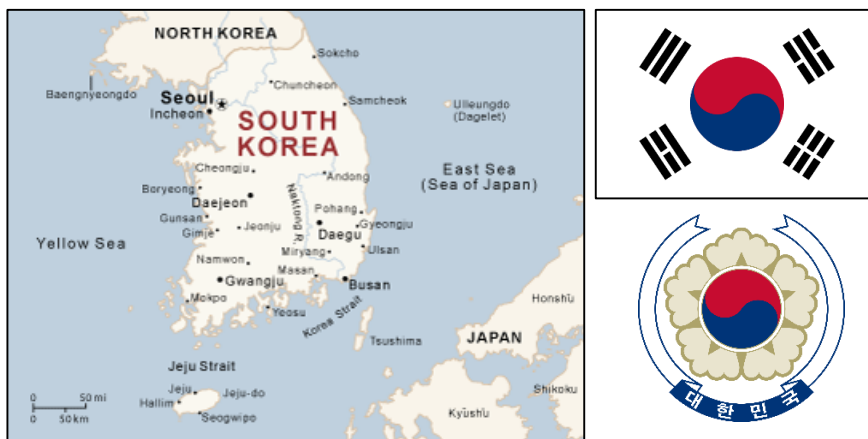 NORTH KOREA
Sokcho
Chuncheon
Baengnyeongdo
Seoul
Incheon
Samcheok
Ulleungdo
(Dagelet)
SOUTH
KOREA
East Sea
(Sea of Japan)
Cheongju
Andong
Boryeong
Daejeon
Naktong R.
Gunsan
Pohang
Gimje
Jeonju
Gyeongju
Daegu
Yellow Sea
Miryang
Ulsan
Namwon
Masan
Gwangju
Busan
Mokpo
Yeosu
Korea Strait
Honshū
Tsushima
JAPAN
Jeju Strait
Jeju
Jeju-do
Hallim
Seogwipo
Shikoku
Kyūshū
0 50 mi
0 50 km
대한민국